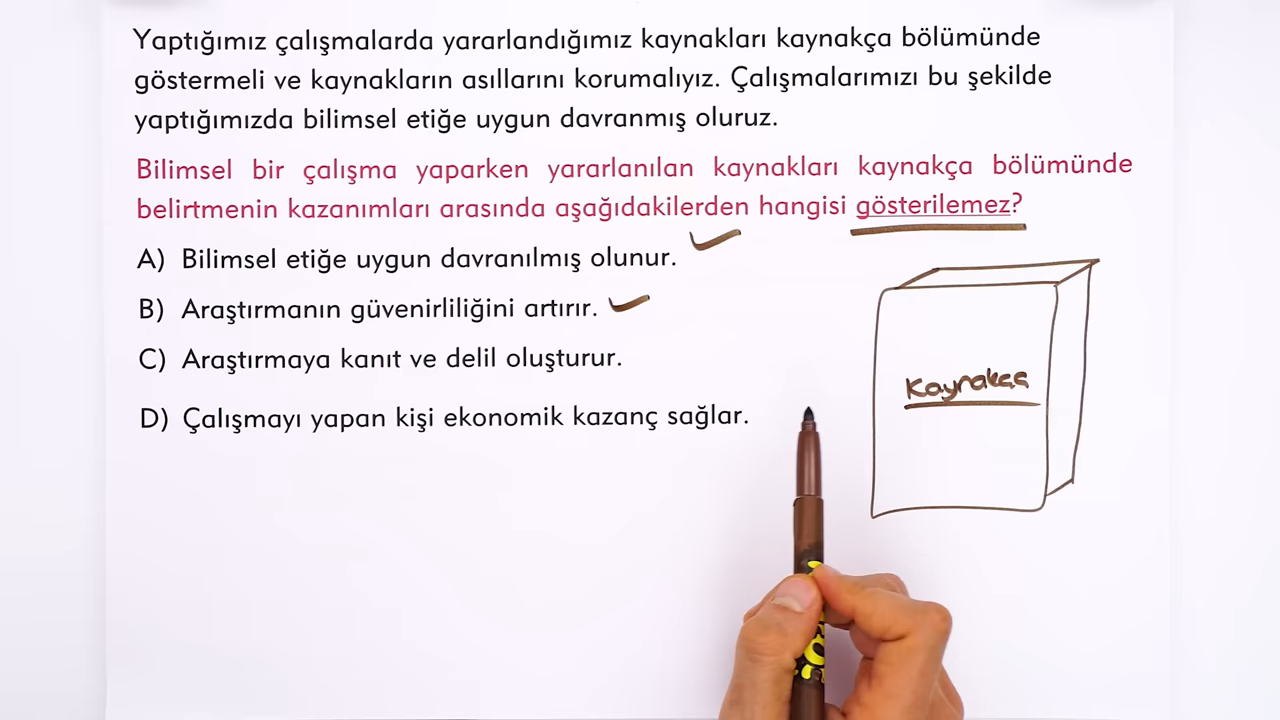 Yaptığımız çalışmalarda yararlandığımız kaynakları kaynakça bölümünde
göstermeli ve kaynakların asıllarını korumalıyız. Çalışmalarımızı bu şekilde
yaptığımızda bilimsel etiğe uygun davranmış oluruz.
Bilimsel bir çalışma yaparken yararlanılan kaynakları kaynakça bölümünde
belirtmenin kazanımları arasında aşağıdakilerden hangisi gösterilemez?
A) Bilimsel etiğe uygun davranılmış olunur.
B) Araştırmanın güvenirliliğini artırır.
C) Araştırmaya kanıt ve delil oluşturur.
D) Çalışmayı yapan kişi ekonomik kazanç sağlar.
Kaynakça